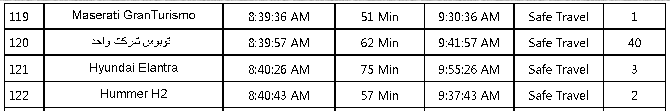 119 Maserati GranTurismo 8:39:36 AM 51 Min 9:30:36 AM Safe Travel 1
120 توبوس شركت واحد 8:39:57 AM 62 Min 9:41:57 AM Safe Travel 40
121 Hyundai Elantra 8:40:26 AM 75 Min 9:55:26 AM Safe Travel 3
122 Hummer H2 8:40:43 AM 57 Min 9:37:43 AM Safe Travel 2